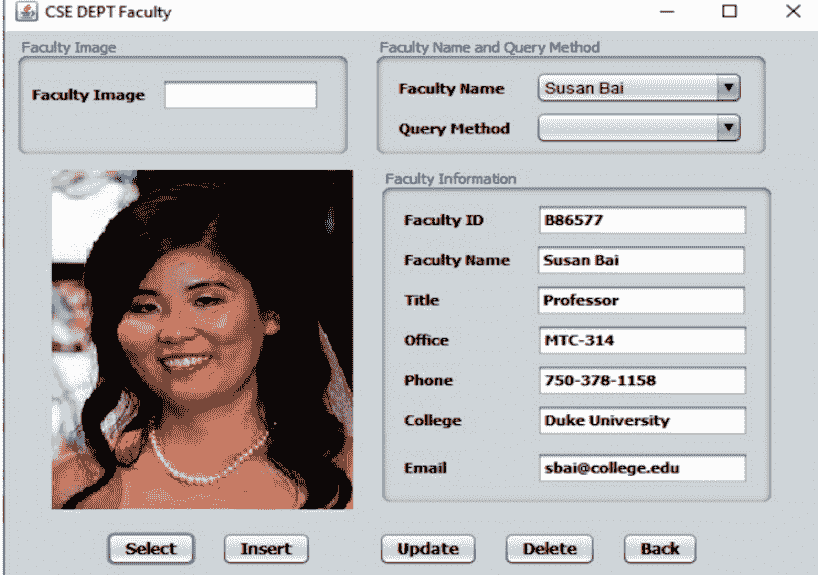 CSE DEPT Faculty
Faculty Image
Faculty Image
Faculty Name and Query Method
Faculty Name Susan Bai
Query Method
Faculty Information
Faculty ID B86577
Faculty Name Susan Bai
Title Professor
Office MTC-314
Phone 750-378-1158
College Duke University
Email sbai@college.edu
Select Insert Update Delete Back